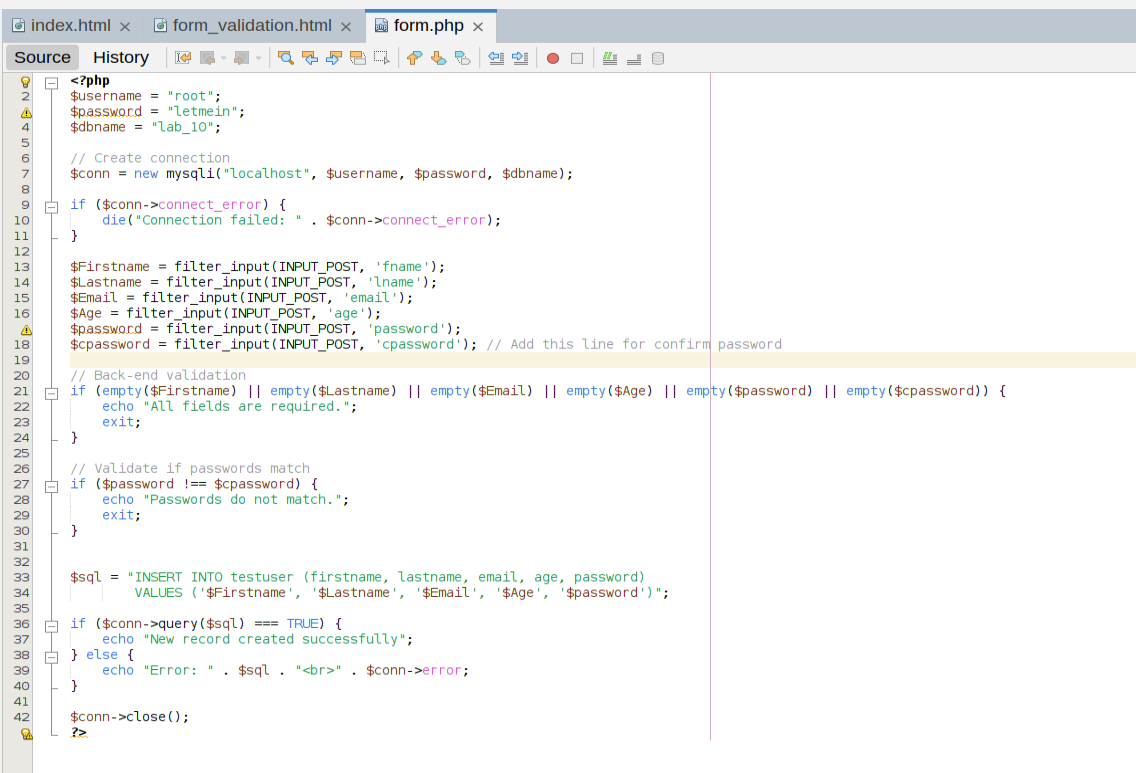 index.html × form_validation.html × form.php ×
Source History
<?php
2 $username = "root";
$password = "letmein";
4 $dbname = "lab_10";
5
6 // Create connection
7 $conn = new mysqli("localhost", $username, $password, $dbname);
8
9 if ($conn->connect_error) {
10 die("Connection failed: " . $conn->connect_error);
11 }
12
13 $Firstname = filter_input(INPUT_POST, 'fname');
14 $Lastname = filter_input(INPUT_POST, 'lname');
15 $Email = filter_input(INPUT_POST, 'email');
16 $Age = filter_input(INPUT_POST, 'age');
$password = filter_input(INPUT_POST, 'password');
18 $cpassword = filter_input(INPUT_POST, 'cpassword'); // Add this line for confirm password
19
20 // Back-end validation
21 if (empty($Firstname) || empty($Lastname) || empty($Email) || empty($Age) || empty($password) || empty($cpassword)) {
22 echo "All fields are required.";
23 exit;
24 }
25
26 // Validate if passwords match
27 if ($password !== $cpassword) {
28 echo "Passwords do not match.";
29 exit;
30 }
31
32
33 $sql = "INSERT INTO testuser (firstname, lastname, email, age, password)
34 VALUES ('$Firstname', '$Lastname', '$Email', '$Age', '$password')";
35
36 if ($conn->query($sql) === TRUE) {
37 echo "New record created successfully";
38 } else {
39 echo "Error: " . $sql . "<br>" . $conn->error;
40 }
41
42 $conn->close();
?>